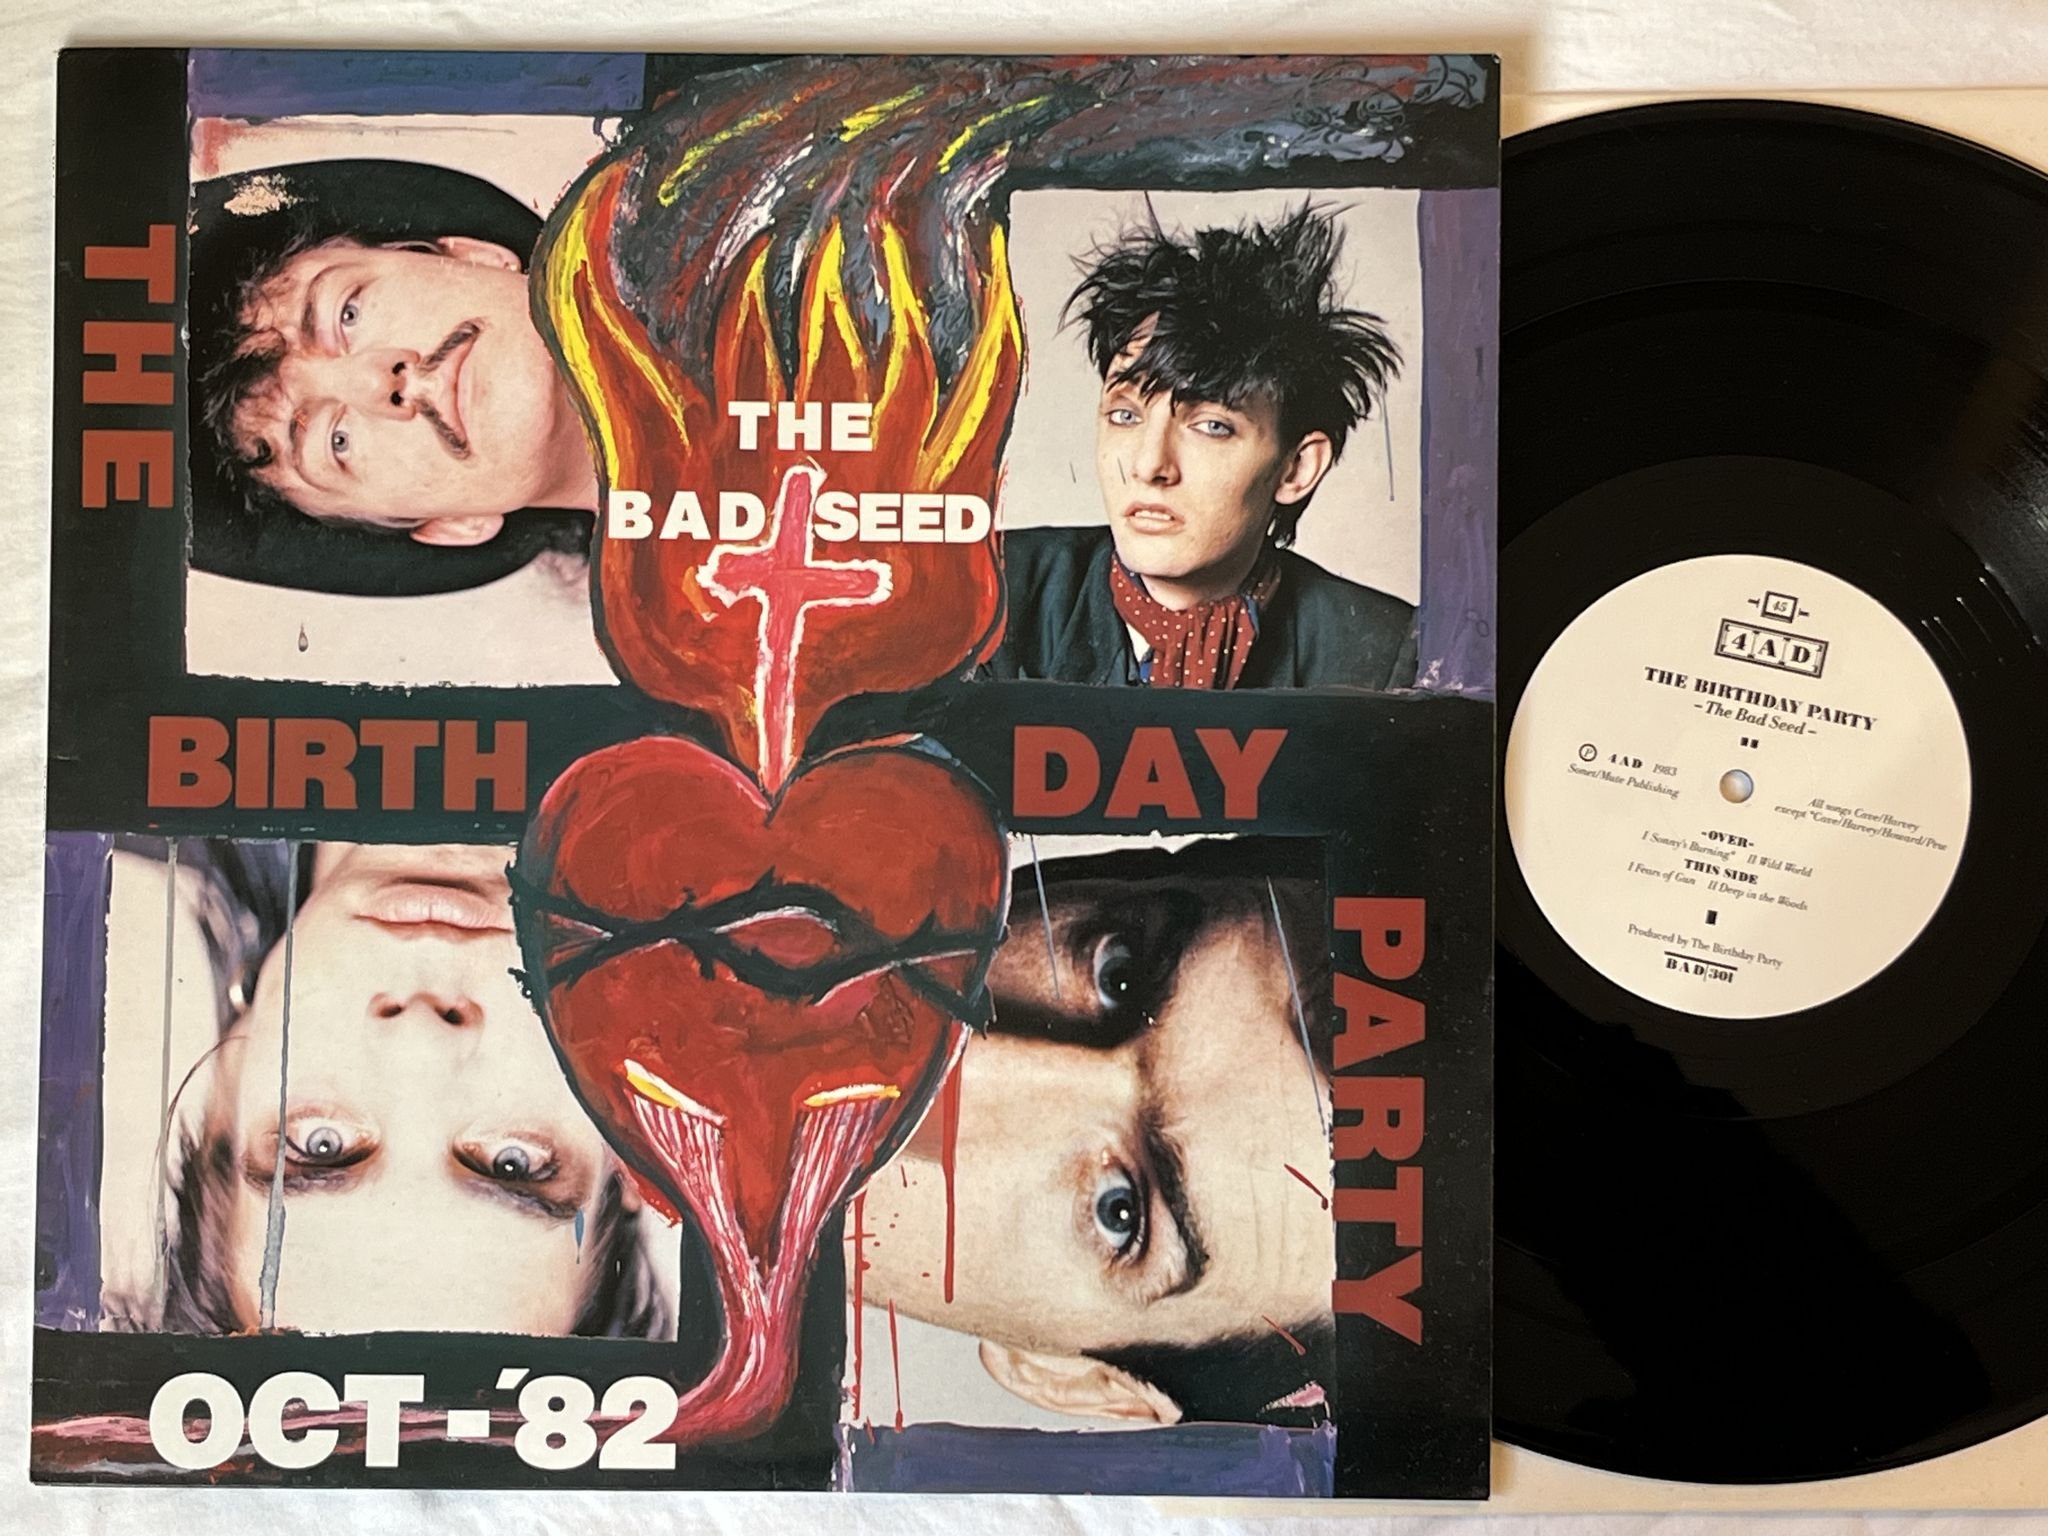 THE
BIRTH DAY
PARTY
THE
BAD SEED
OCT-'82
45
4AD
THE BIRTHDAY PARTY
-The Bad Seed-
P 4AD 1983
Sonet/Mute Publishing
All songs Cave/Harvey
except *Cave/Harvey/Howard/Pew
-OVER-
I Sonny's Burning* II Wild World
THIS SIDE
I Fears of Gun II Deep in the Woods
Produced by The Birthday Party
BAD/301